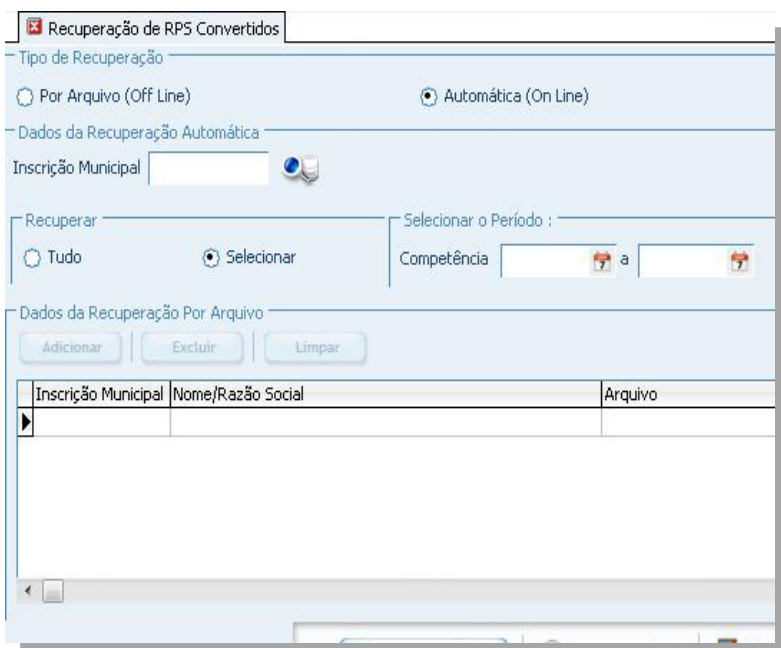 Recuperação de RPS Convertidos
Tipo de Recuperação
Por Arquivo (Off Line) Automática (On Line)
Dados da Recuperação Automática
Inscrição Municipal
Recuperar Selecionar o Período :
Tudo Selecionar Competência a
Dados da Recuperação Por Arquivo
Adicionar Excluir Limpar
Inscrição Municipal Nome/Razão Social Arquivo